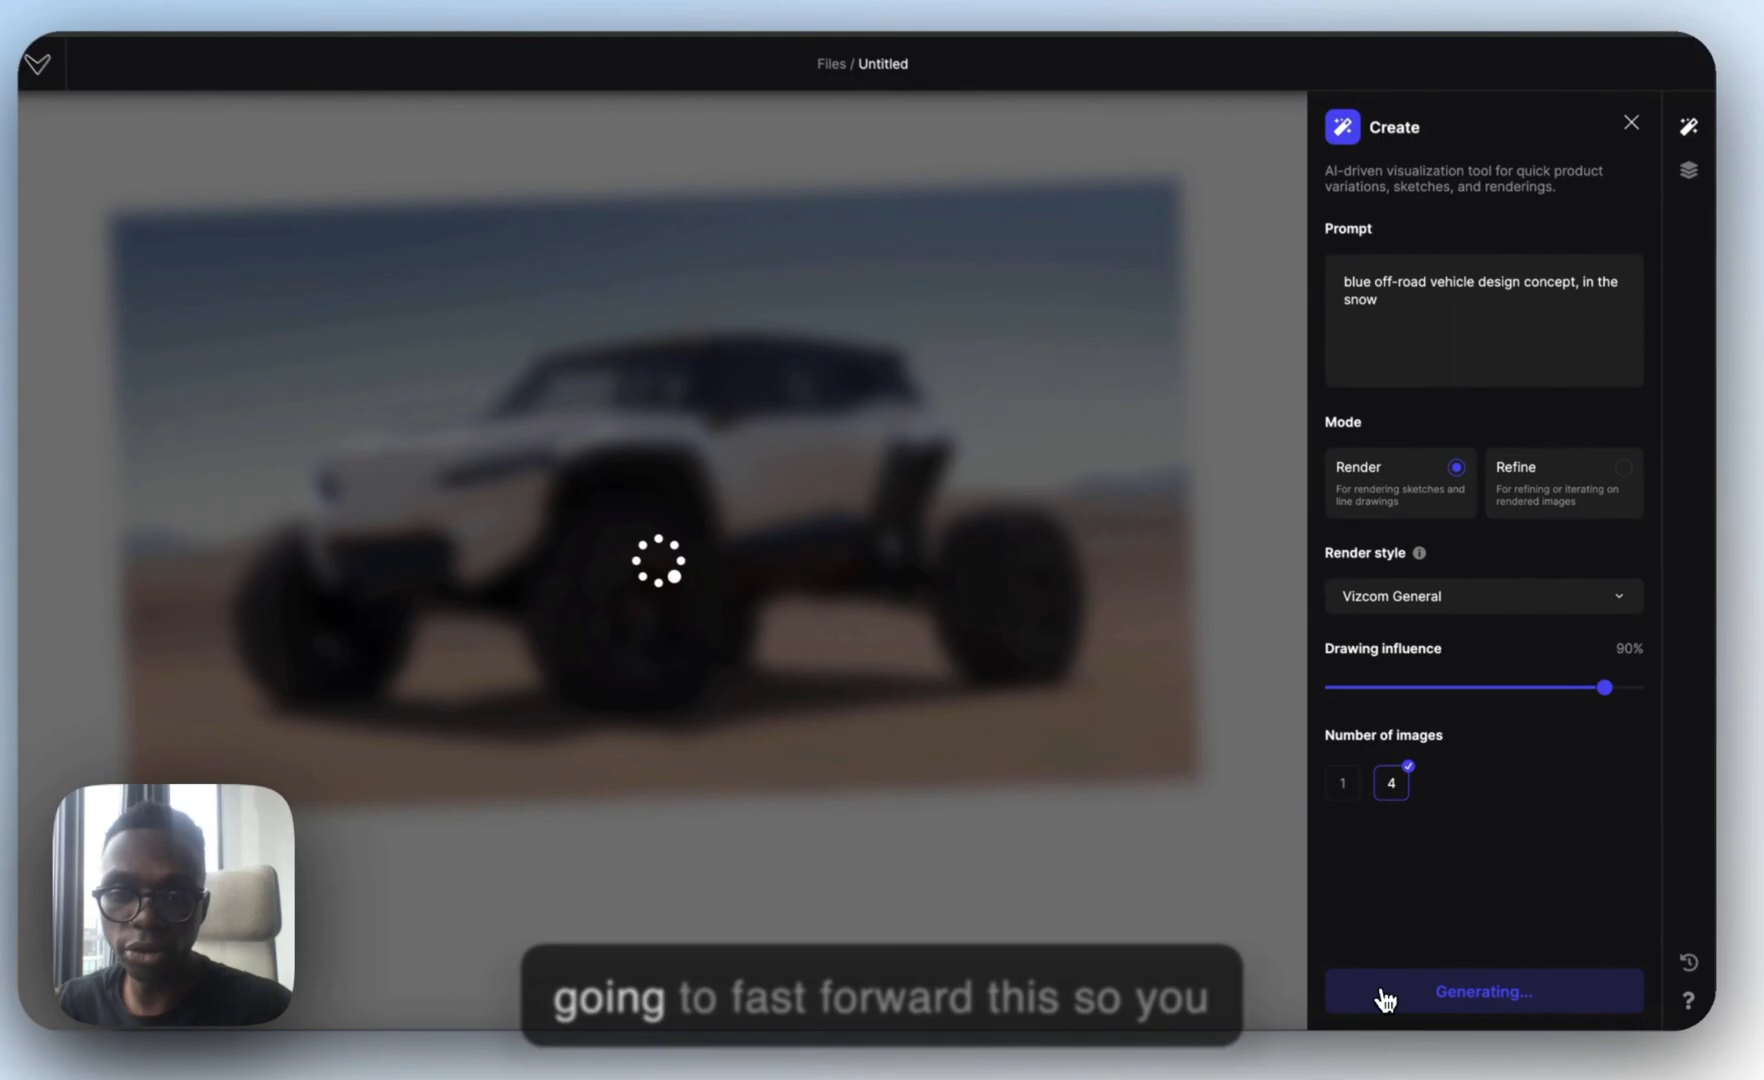 Files / Untitled
Create
AI-driven visualization tool for quick product
variations, sketches, and renderings.
Prompt
blue off-road vehicle design concept, in the
snow
Mode
Render
For rendering sketches and
line drawings
Refine
For refining or iterating on
rendered images
Render style
Vizcom General
Drawing influence 90%
Number of images
1 4
Generating...
going to fast forward this so you